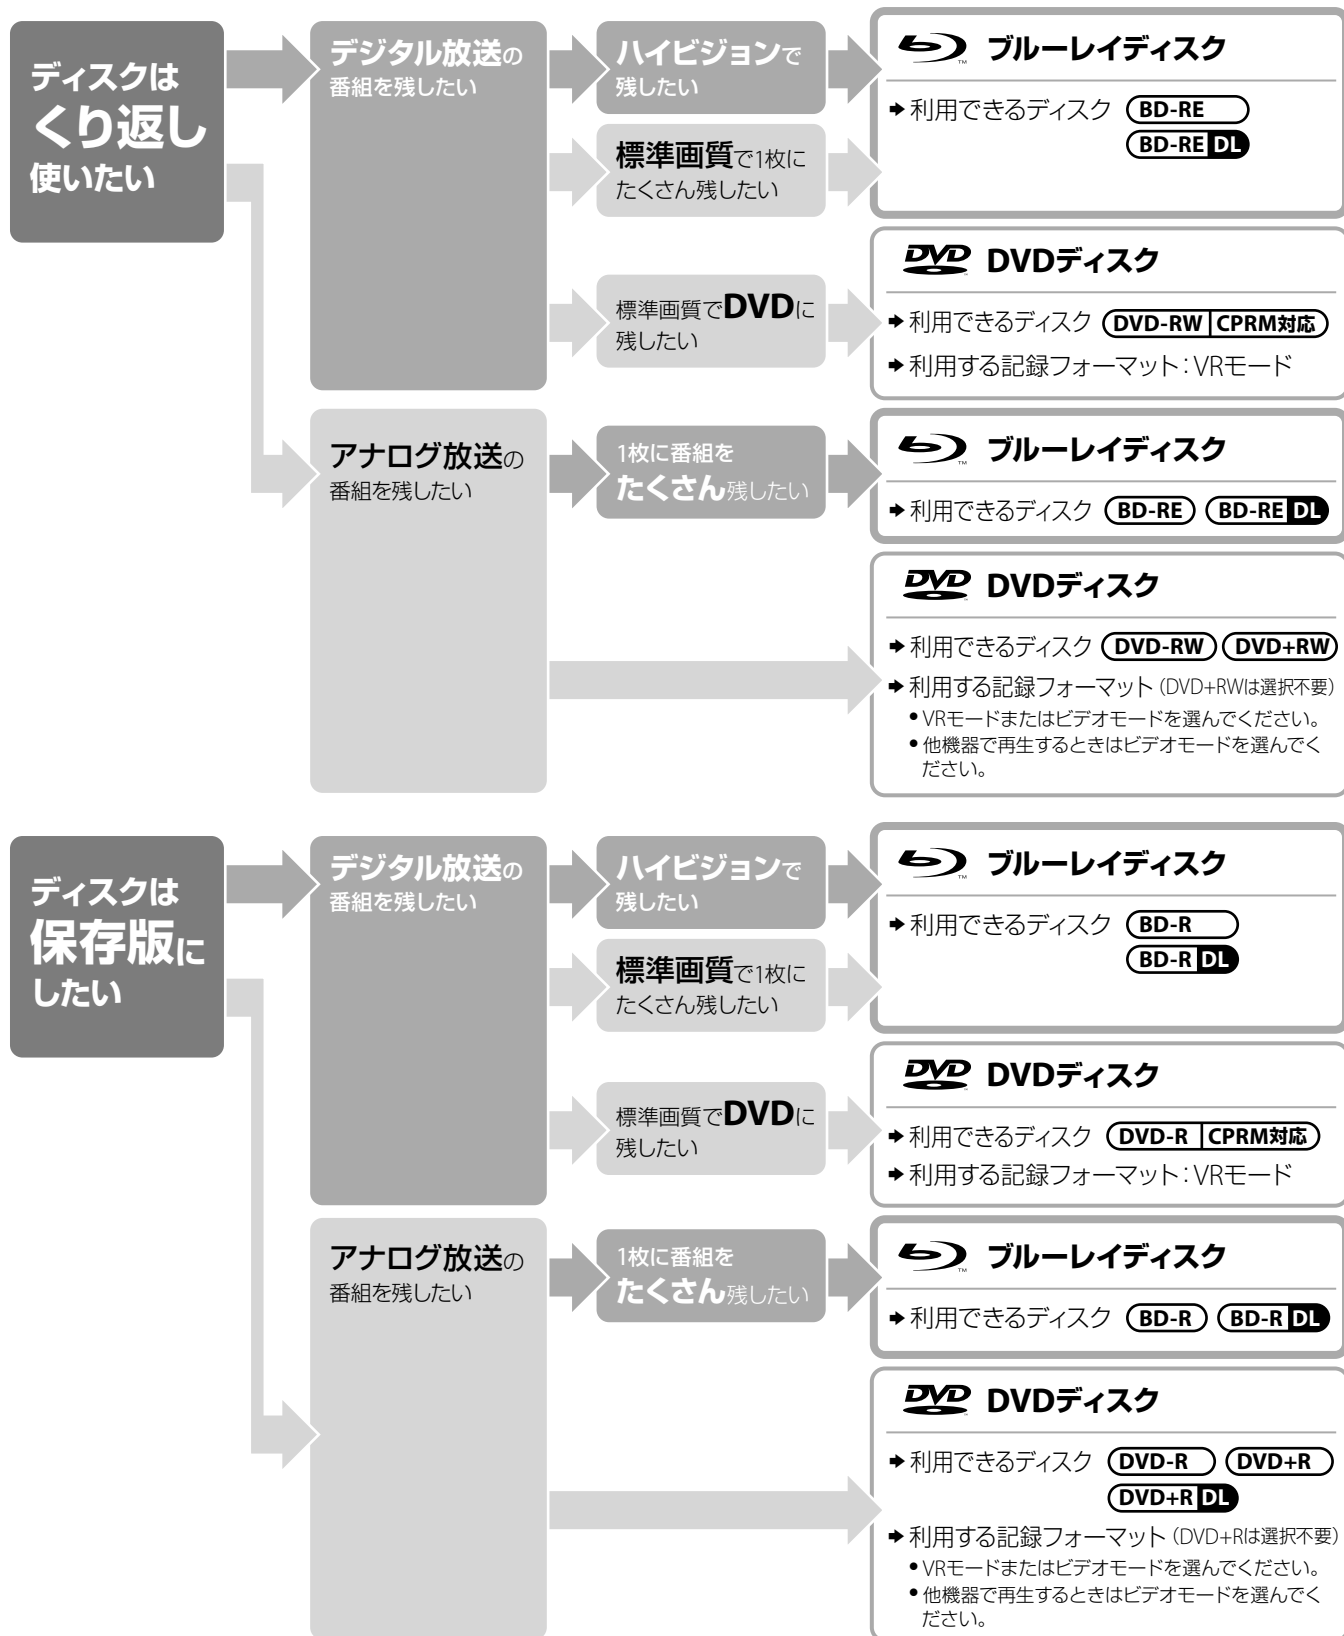 ディスクは
くり返し
使いたい
デジタル放送の
番組を残したい
ハイビジョンで
残したい
標準画質で1枚に
たくさん残したい
標準画質でDVDに
残したい
ブルーレイディスク
利用できるディスク BD-RE
BD-RE DL
DVD DVDディスク
利用できるディスク DVD-RW CPRM対応
利用する記録フォーマット:VRモード
アナログ放送の
番組を残したい
1枚に番組を
たくさん残したい
ブルーレイディスク
利用できるディスク BD-RE BD-RE DL
DVD DVDディスク
利用できるディスク DVD-RW DVD+RW
利用する記録フォーマット(DVD+RWは選択不要)
•VRモードまたはビデオモードを選んでください。
•他機器で再生するときはビデオモードを選んでく
ださい。
ディスクは
保存版に
したい
デジタル放送の
番組を残したい
ハイビジョンで
残したい
標準画質で1枚に
たくさん残したい
標準画質でDVDに
残したい
ブルーレイディスク
利用できるディスク BD-R
BD-R DL
DVD DVDディスク
利用できるディスク DVD-R CPRM対応
利用する記録フォーマット:VRモード
アナログ放送の
番組を残したい
1枚に番組を
たくさん残したい
ブルーレイディスク
利用できるディスク BD-R BD-R DL
DVD DVDディスク
利用できるディスク DVD-R DVD+R
DVD+R DL
利用する記録フォーマット(DVD+Rは選択不要)
•VRモードまたはビデオモードを選んでください。
•他機器で再生するときはビデオモードを選んでく
ださい。